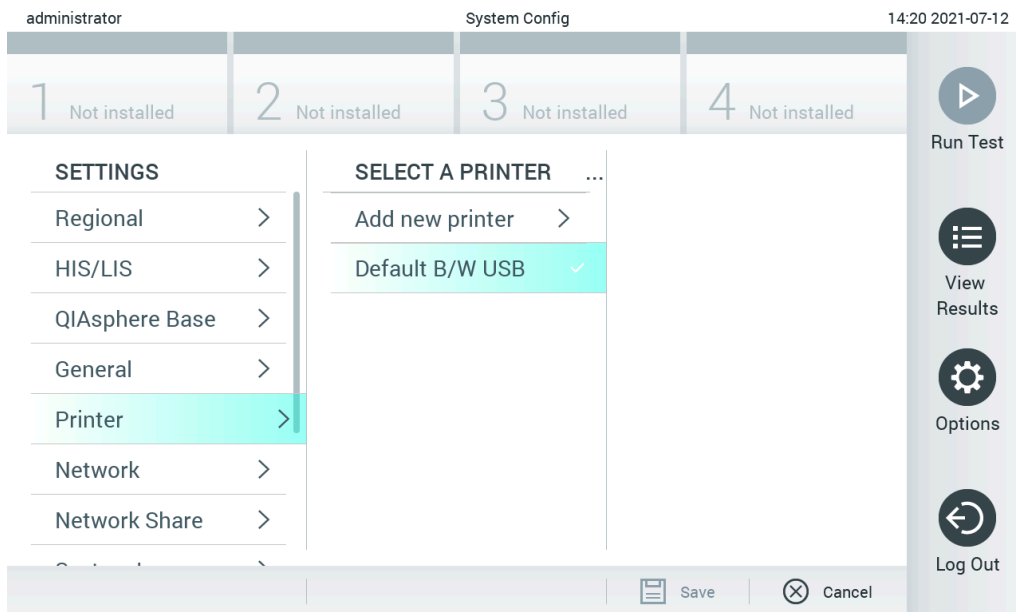 administrator
System Config
14:20 2021-07-12
1 Not installed
2 Not installed
3 Not installed
4 Not installed
Run Test
View
Results
Options
Log Out
SETTINGS
Regional
HIS/LIS
QIAsphere Base
General
Printer
Network
Network Share
SELECT A PRINTER ...
Add new printer
Default B/W USB
Save
Cancel